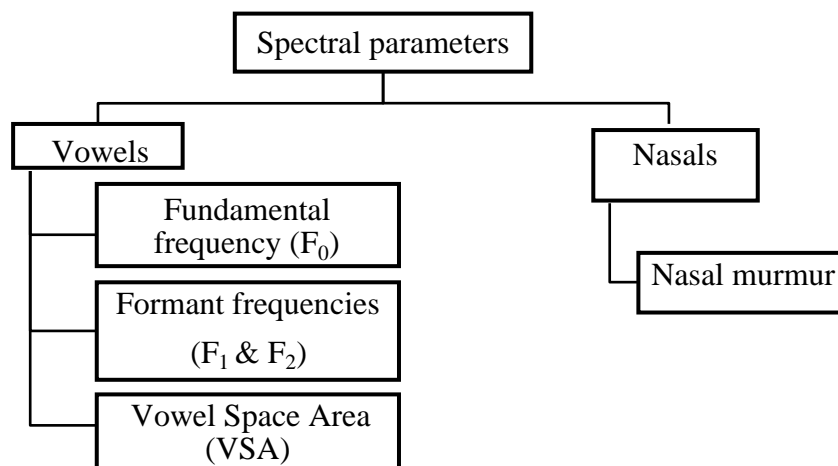 Spectral parameters
Vowels
Fundamental
frequency (F₀)
Formant frequencies
(F₁ & F₂)
Vowel Space Area
(VSA)
Nasals
Nasal murmur